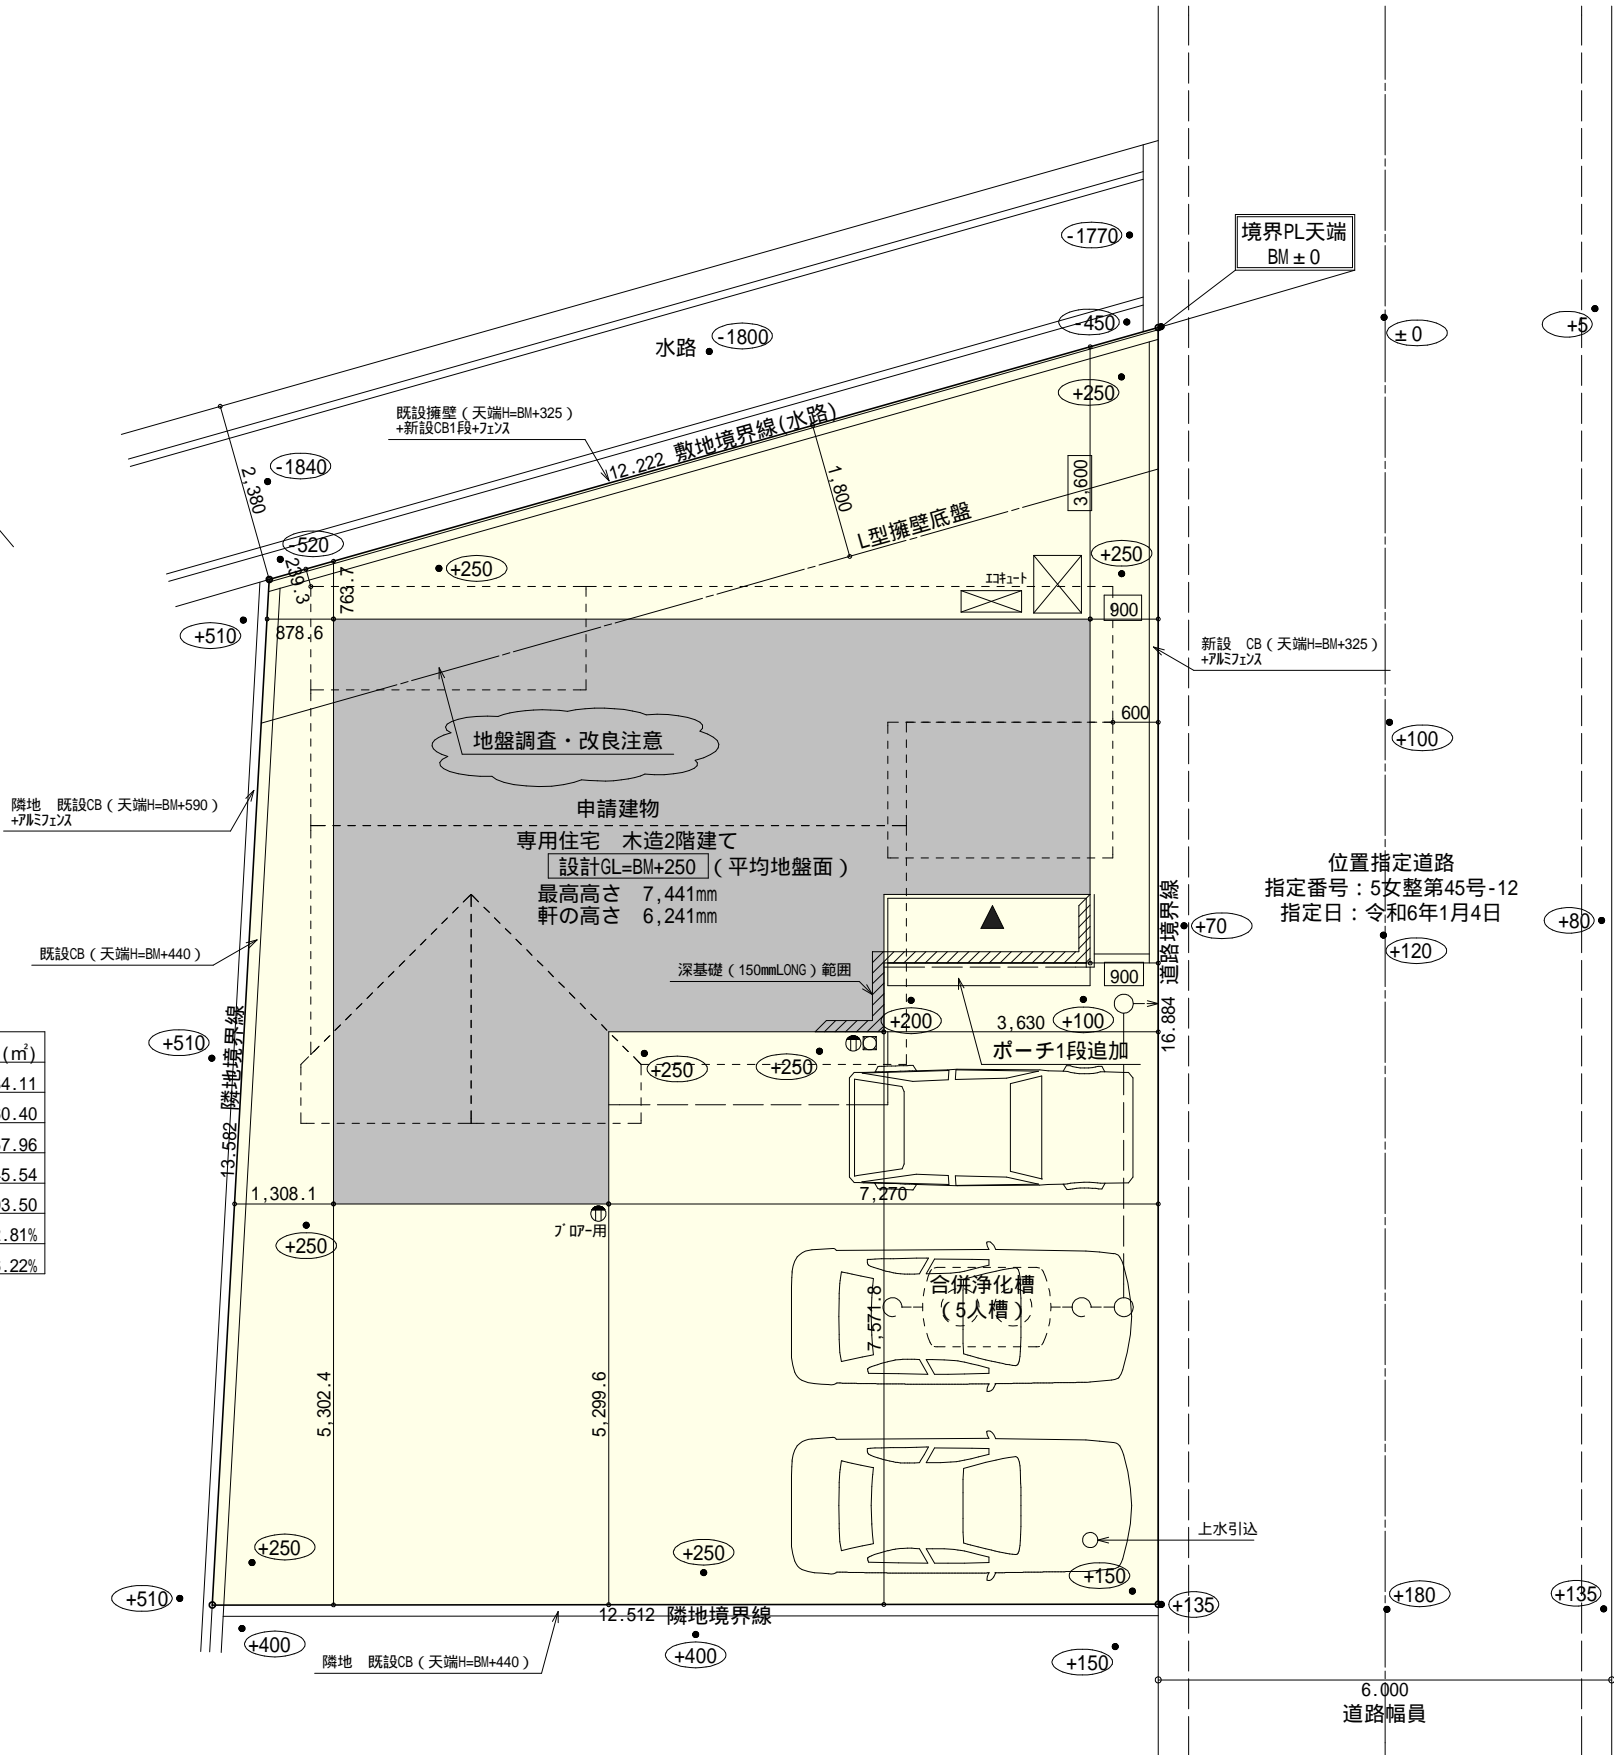 境界PL天端
BM±0
-1770
-450
±0
+5
水路
-1800
+250
既設擁壁（天端H=BM+325）
+新設CB1段+ﾌｪﾝｽ
12.222 敷地境界線(水路)
2,380
-1840
1,800
3,600
L型擁壁底盤
-520
239.3
763.7
+250
+250
ｴｺｷｭｰﾄ
900
+510
878.6
新設　CB（天端H=BM+325）
+ｱﾙﾐﾌｪﾝｽ
600
+100
地盤調査・改良注意
隣地　既設CB（天端H=BM+590）
+ｱﾙﾐﾌｪﾝｽ
申請建物
専用住宅　木造2階建て
設計GL=BM+250（平均地盤面）
最高高さ　7,441mm
軒の高さ　6,241mm
位置指定道路
指定番号：5女整第45号-12
指定日：令和6年1月4日
+70
+120
+80
16.884 道路境界線
既設CB（天端H=BM+440）
深基礎（150mmLONG）範囲
900
+200
3,630
+100
ポーチ1段追加
+510
13.582 隣地境界線
+250
+250
(㎡)
4.11
0.40
7.96
5.54
3.50
.81%
.22%
1,308.1
7,270
ﾌﾞﾛｱｰ用
+250
合併浄化槽
（5人槽）
7,571.8
5,302.4
5,299.6
上水引込
+250
+250
+150
+510
+135
+180
+135
12.512 隣地境界線
+400
+400
+150
隣地　既設CB（天端H=BM+440）
6.000
道路幅員